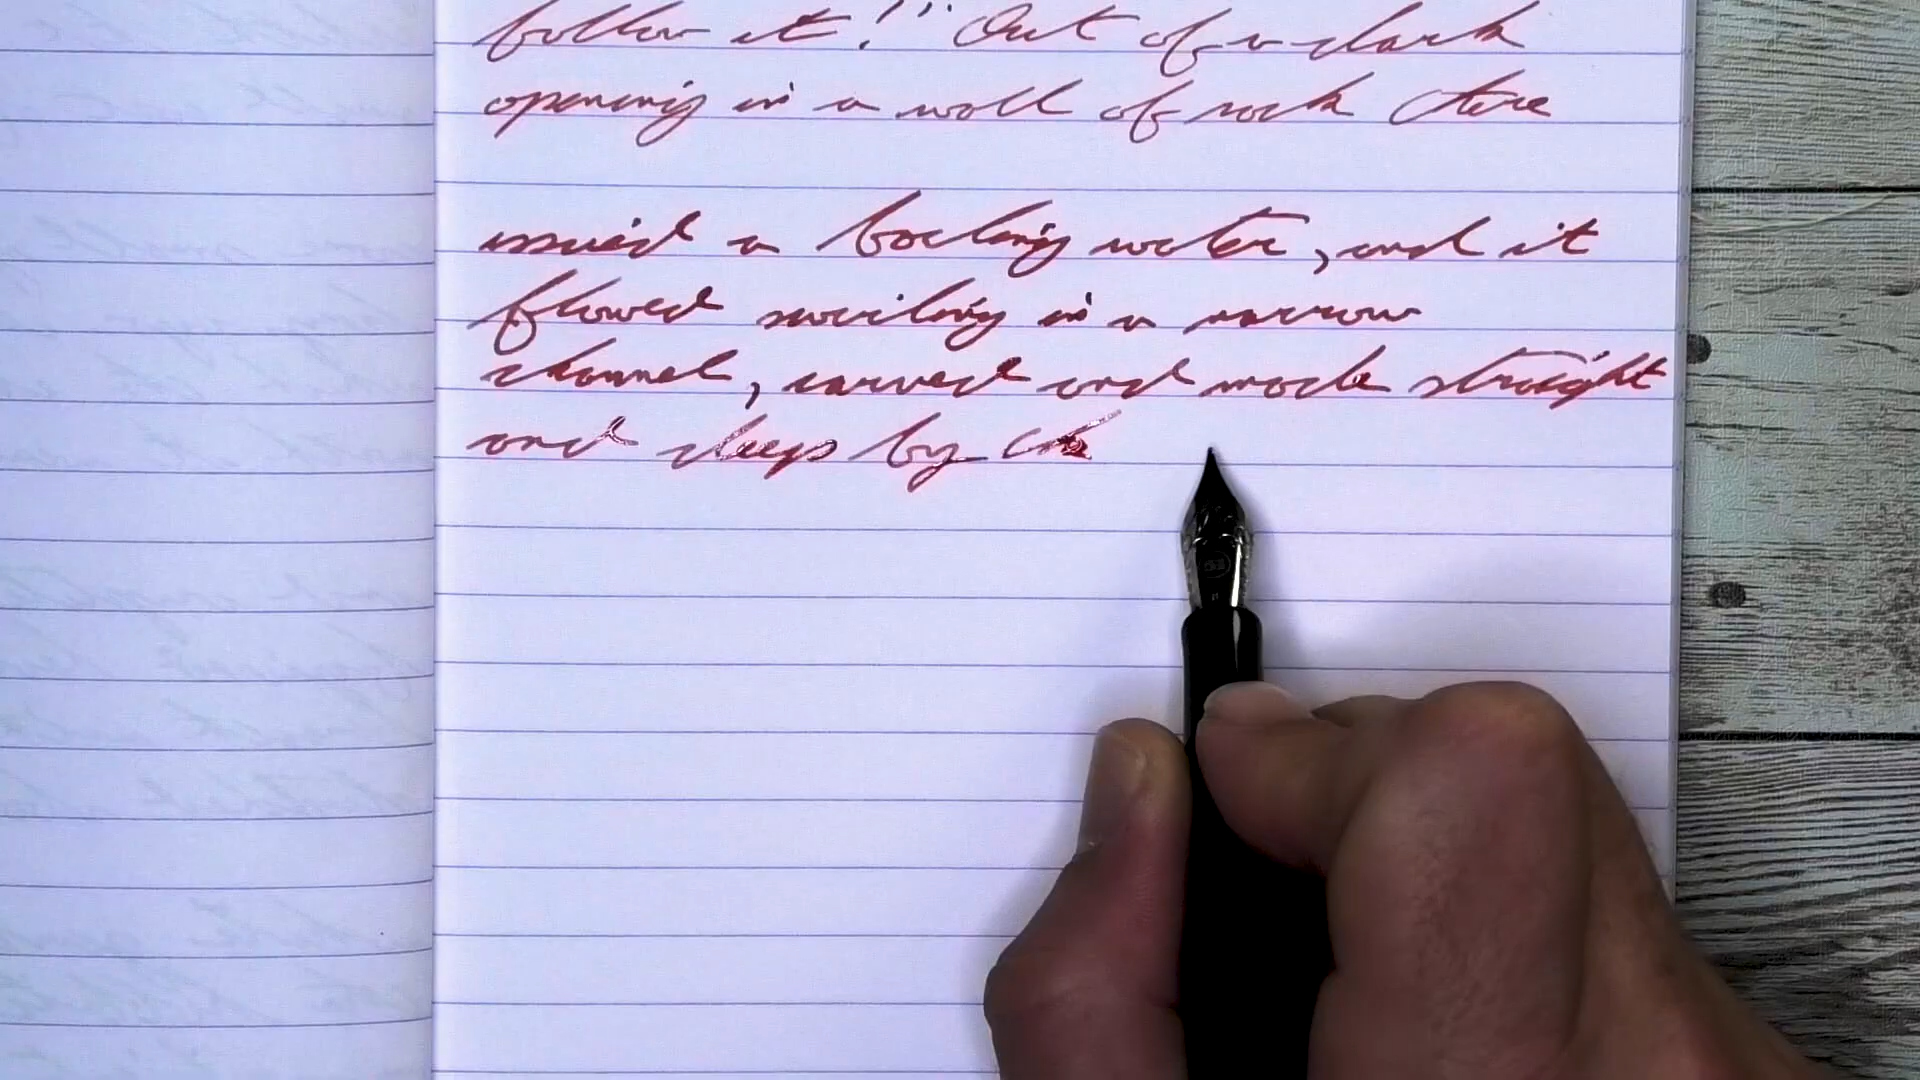 follow it!" Out of a dark
opening in a wall of rock there
issued a boiling water, and it
flowed swirling in a narrow
channel, carved and made straight
and deep by the